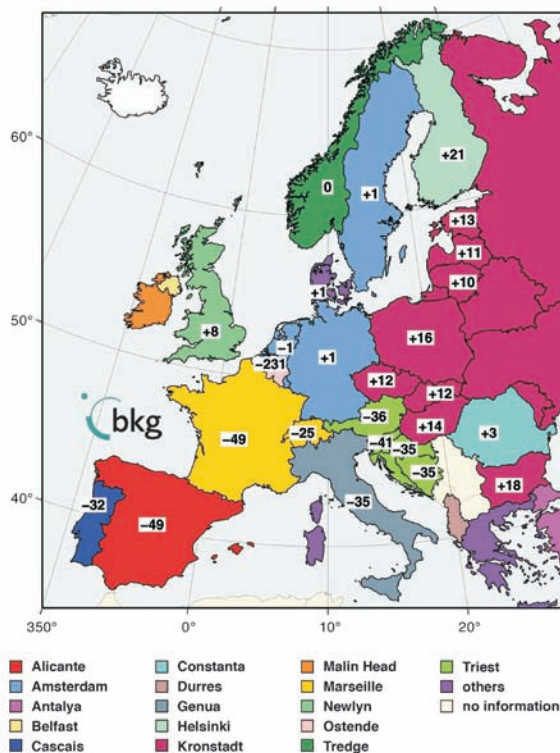 60°
0
+21
+1
+13
+11
+10
+1
50°
+8
−1
−231
+1
+16
+12
+12
bkg
−36
−25
+14
−49
−41
−35
+3
−35
−35
+18
40°
−32
−49
350°
0°
10°
20°
Alicante
Constanta
Malin Head
Triest
Amsterdam
Durres
Marseille
others
Antalya
Genua
Newlyn
no information
Belfast
Helsinki
Ostende
Cascais
Kronstadt
Tredge